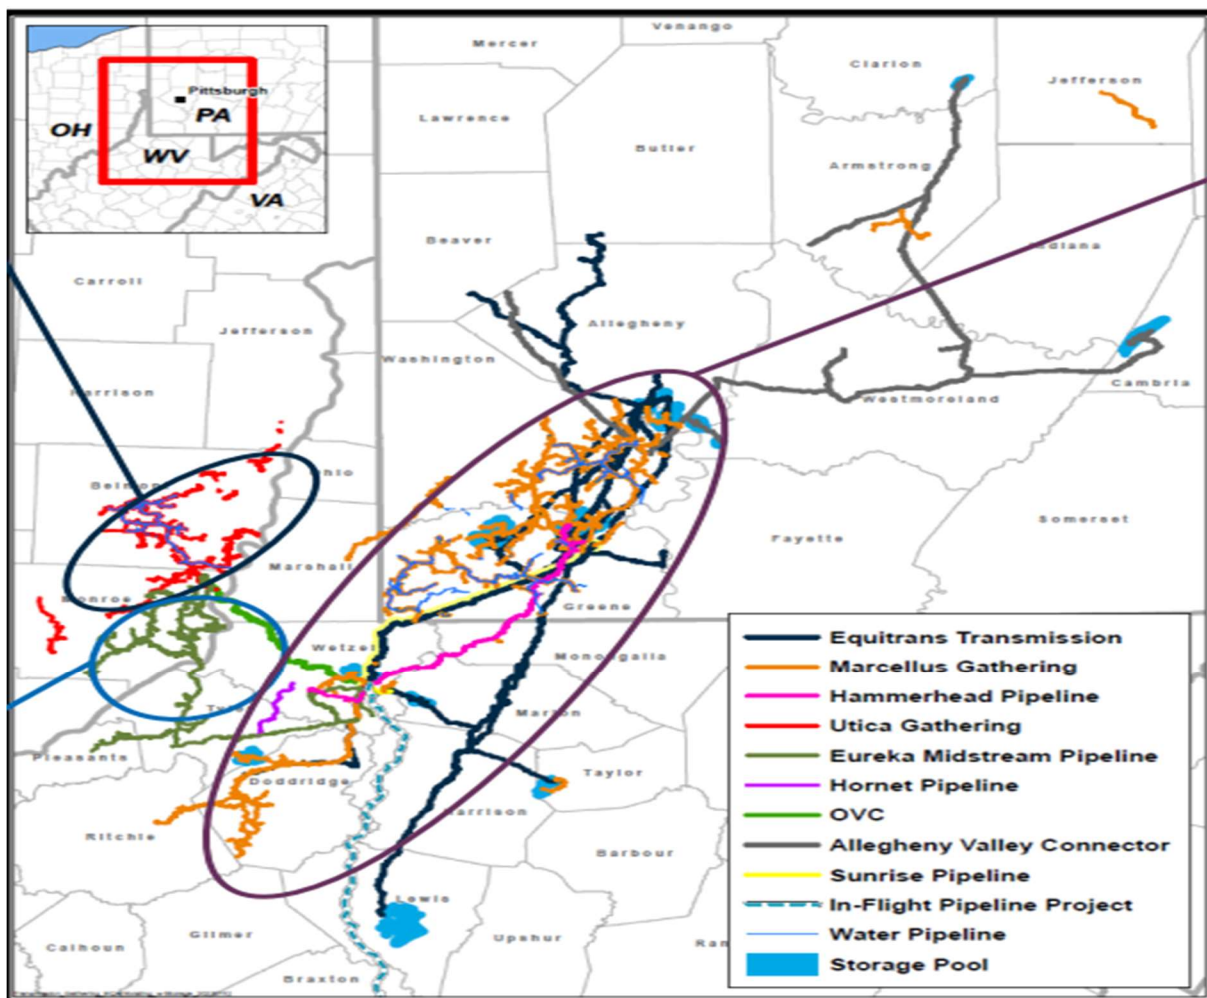 Venango
Mercer
Clarion
Jefferson
Pittsburgh
PA
OH
WV
VA
Lawrence
Butler
Armstrong
Beaver
Indiana
Carroll
Jefferson
Allegheny
Washington
Harrison
Cambria
Westmoreland
Ohio
Belmont
Somerset
Fayette
Marshall
Monroe
Greene
Wetzel
Monongalia
Tyler
Marion
Pleasants
Doddridge
Taylor
Harrison
Ritchie
Barbour
Lewis
Gilmer
Upshur
Ran
Calhoun
Braxton
Equitrans Transmission
Marcellus Gathering
Hammerhead Pipeline
Utica Gathering
Eureka Midstream Pipeline
Hornet Pipeline
OVC
Allegheny Valley Connector
Sunrise Pipeline
In-Flight Pipeline Project
Water Pipeline
Storage Pool